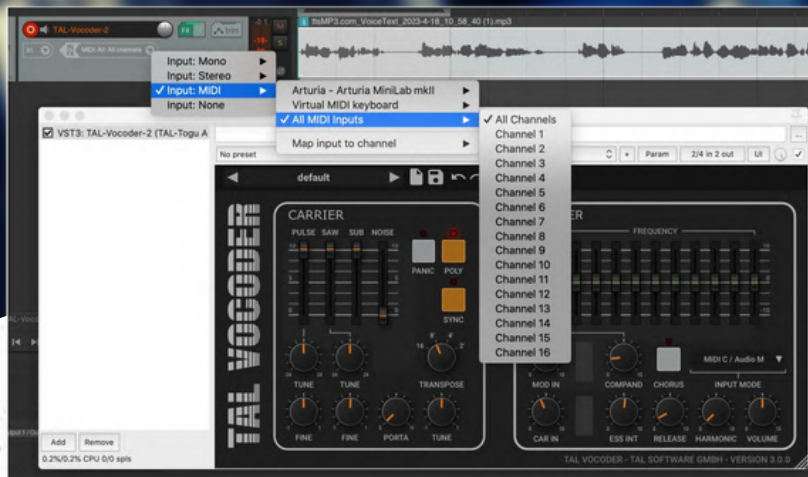 TAL-Vocoder-2
FX
trim
M
S
ttsMP3.com_VoiceText_2023-4-18_10_58_40 (1).mp3
MIDI All: All channels
Input: Mono
Input: Stereo
✓ Input: MIDI
Input: None
Arturia - Arturia MiniLab mkII
Virtual MIDI keyboard
✓ All MIDI Inputs
Map input to channel
✓ All Channels
Channel 1
Channel 2
Channel 3
Channel 4
Channel 5
Channel 6
Channel 7
Channel 8
Channel 9
Channel 10
Channel 11
Channel 12
Channel 13
Channel 14
Channel 15
Channel 16
VST3: TAL-Vocoder-2 (TAL-Togu A
No preset
+
Param
2/4 in 2 out
UI
default
TAL VOCODER
CARRIER
PULSE SAW SUB NOISE
PANIC POLY
SYNC
16 8' 4' 2'
TUNE TUNE TRANSPOSE
FINE FINE PORTA TUNE
ER
FREQUENCY
MIDI C / Audio M
MOD IN COMPAND CHORUS INPUT MODE
CAR IN ESS INT RELEASE HARMONIC VOLUME
TAL VOCODER - TAL SOFTWARE GMBH - VERSION 3.0.0
Add Remove
0.2%/0.2% CPU 0/0 spls